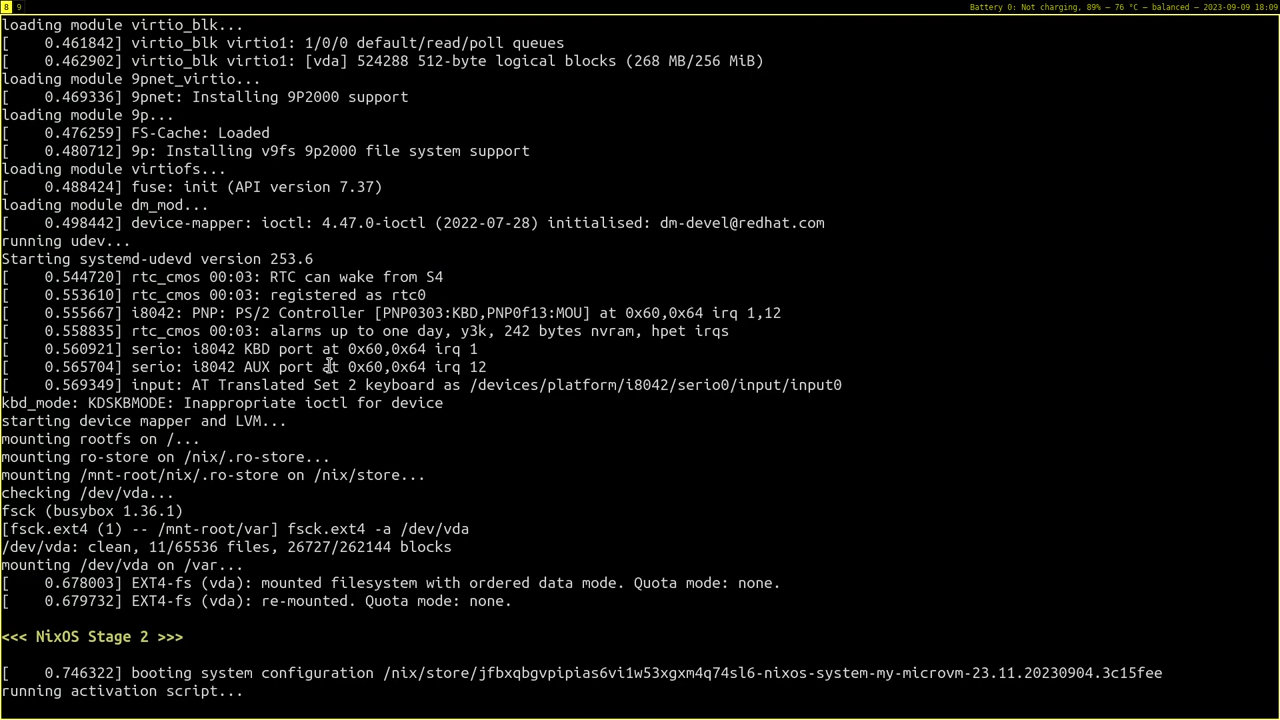 8 9 Battery 0: Not charging, 89% — 76 °C — balanced — 2023-09-09 18:09
loading module virtio_blk...
[    0.461842] virtio_blk virtio1: 1/0/0 default/read/poll queues
[    0.462902] virtio_blk virtio1: [vda] 524288 512-byte logical blocks (268 MB/256 MiB)
loading module 9pnet_virtio...
[    0.469336] 9pnet: Installing 9P2000 support
loading module 9p...
[    0.476259] FS-Cache: Loaded
[    0.480712] 9p: Installing v9fs 9p2000 file system support
loading module virtiofs...
[    0.488424] fuse: init (API version 7.37)
loading module dm_mod...
[    0.498442] device-mapper: ioctl: 4.47.0-ioctl (2022-07-28) initialised: dm-devel@redhat.com
running udev...
Starting systemd-udevd version 253.6
[    0.544720] rtc_cmos 00:03: RTC can wake from S4
[    0.553610] rtc_cmos 00:03: registered as rtc0
[    0.555667] i8042: PNP: PS/2 Controller [PNP0303:KBD,PNP0f13:MOU] at 0x60,0x64 irq 1,12
[    0.558835] rtc_cmos 00:03: alarms up to one day, y3k, 242 bytes nvram, hpet irqs
[    0.560921] serio: i8042 KBD port at 0x60,0x64 irq 1
[    0.565704] serio: i8042 AUX port at 0x60,0x64 irq 12
[    0.569349] input: AT Translated Set 2 keyboard as /devices/platform/i8042/serio0/input/input0
kbd_mode: KDSKBMODE: Inappropriate ioctl for device
starting device mapper and LVM...
mounting rootfs on /...
mounting ro-store on /nix/.ro-store...
mounting /mnt-root/nix/.ro-store on /nix/store...
checking /dev/vda...
fsck (busybox 1.36.1)
[fsck.ext4 (1) -- /mnt-root/var] fsck.ext4 -a /dev/vda
/dev/vda: clean, 11/65536 files, 26727/262144 blocks
mounting /dev/vda on /var...
[    0.678003] EXT4-fs (vda): mounted filesystem with ordered data mode. Quota mode: none.
[    0.679732] EXT4-fs (vda): re-mounted. Quota mode: none.
<<< NixOS Stage 2 >>>
[    0.746322] booting system configuration /nix/store/jfbxqbgvpipias6vi1w53xgxm4q74sl6-nixos-system-my-microvm-23.11.20230904.3c15fee
running activation script...